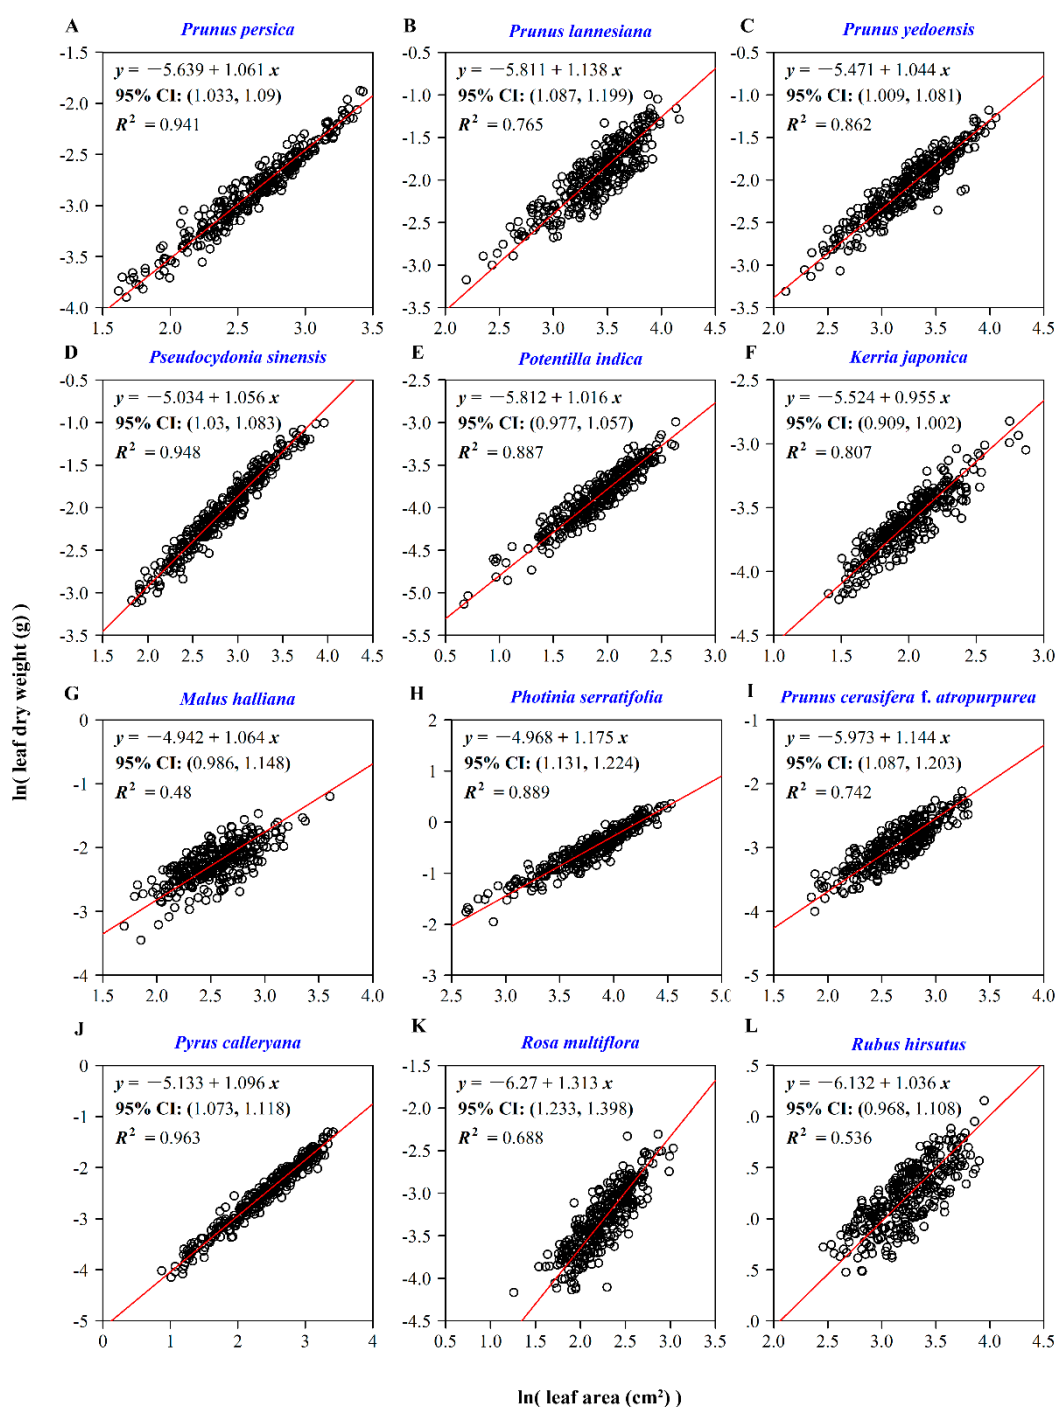 A
Prunus persica
y = −5.639 + 1.061 x
95% CI: (1.033, 1.09)
R² = 0.941
-1.5
-2.0
-2.5
-3.0
-3.5
-4.0
1.5 2.0 2.5 3.0 3.5
B
Prunus lannesiana
y = −5.811 + 1.138 x
95% CI: (1.087, 1.199)
R² = 0.765
-0.5
-1.0
-1.5
-2.0
-2.5
-3.0
-3.5
2.0 2.5 3.0 3.5 4.0 4.5
C
Prunus yedoensis
y = −5.471 + 1.044 x
95% CI: (1.009, 1.081)
R² = 0.862
-0.5
-1.0
-1.5
-2.0
-2.5
-3.0
-3.5
2.0 2.5 3.0 3.5 4.0 4.5
D
Pseudocydonia sinensis
y = −5.034 + 1.056 x
95% CI: (1.03, 1.083)
R² = 0.948
-0.5
-1.0
-1.5
-2.0
-2.5
-3.0
-3.5
1.5 2.0 2.5 3.0 3.5 4.0 4.5
E
Potentilla indica
y = −5.812 + 1.016 x
95% CI: (0.977, 1.057)
R² = 0.887
-2.5
-3.0
-3.5
-4.0
-4.5
-5.0
-5.5
0.5 1.0 1.5 2.0 2.5 3.0
F
Kerria japonica
y = −5.524 + 0.955 x
95% CI: (0.909, 1.002)
R² = 0.807
-2.5
-3.0
-3.5
-4.0
-4.5
1.0 1.5 2.0 2.5 3.0
ln( leaf dry weight (g) )
G
Malus halliana
y = −4.942 + 1.064 x
95% CI: (0.986, 1.148)
R² = 0.48
0
-1
-2
-3
-4
1.5 2.0 2.5 3.0 3.5 4.0
H
Photinia serratifolia
y = −4.968 + 1.175 x
95% CI: (1.131, 1.224)
R² = 0.889
2
1
0
-1
-2
-3
2.5 3.0 3.5 4.0 4.5 5.0
I
Prunus cerasifera f. atropurpurea
y = −5.973 + 1.144 x
95% CI: (1.087, 1.203)
R² = 0.742
-1
-2
-3
-4
-5
1.5 2.0 2.5 3.0 3.5 4.0
J
Pyrus calleryana
y = −5.133 + 1.096 x
95% CI: (1.073, 1.118)
R² = 0.963
0
-1
-2
-3
-4
-5
0 1 2 3 4
K
Rosa multiflora
y = −6.27 + 1.313 x
95% CI: (1.233, 1.398)
R² = 0.688
-1.5
-2.0
-2.5
-3.0
-3.5
-4.0
-4.5
0.5 1.0 1.5 2.0 2.5 3.0 3.5
L
Rubus hirsutus
y = −6.132 + 1.036 x
95% CI: (0.968, 1.108)
R² = 0.536
.5
.0
.5
.0
.5
.0
2.0 2.5 3.0 3.5 4.0 4.5
ln( leaf area (cm²) )